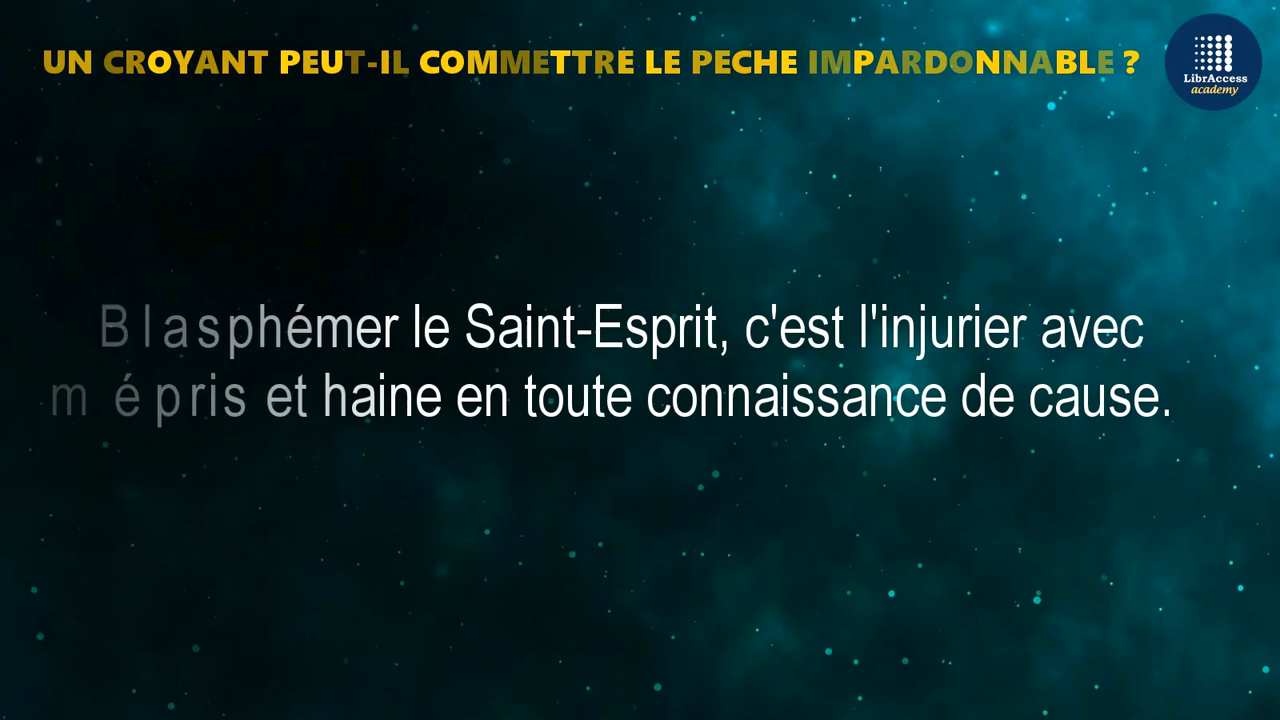 UN CROYANT PEUT-IL COMMETTRE LE PECHE IMPARDONNABLE ?
LibrAccess
academy
Blasphémer le Saint-Esprit, c'est l'injurier avec
mépris et haine en toute connaissance de cause.